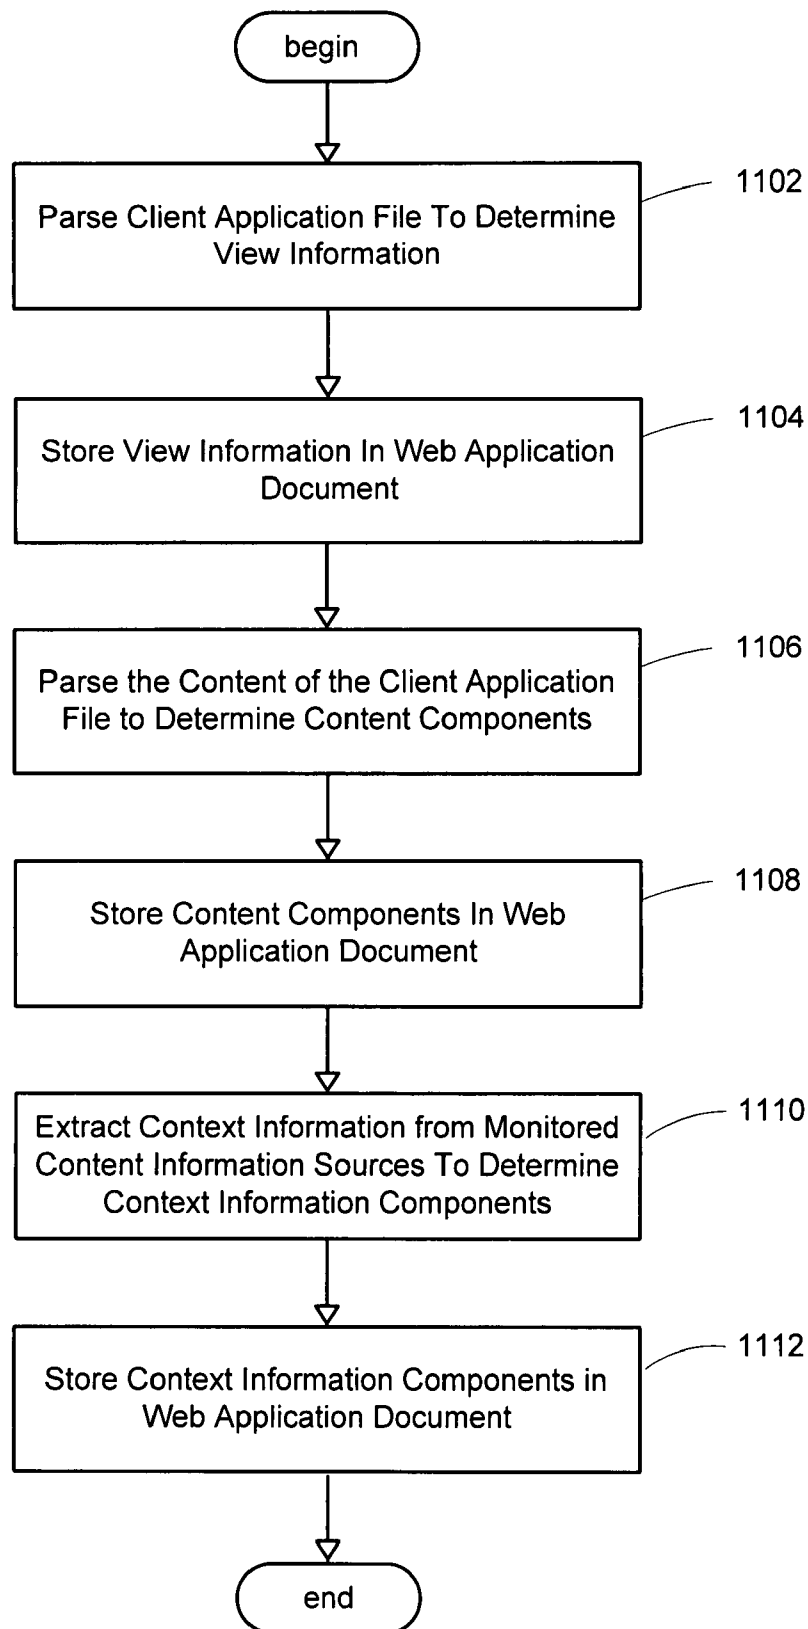 begin
1102
Parse Client Application File To Determine
View Information
1104
Store View Information In Web Application
Document
1106
Parse the Content of the Client Application
File to Determine Content Components
1108
Store Content Components In Web
Application Document
1110
Extract Context Information from Monitored
Content Information Sources To Determine
Context Information Components
1112
Store Context Information Components in
Web Application Document
end